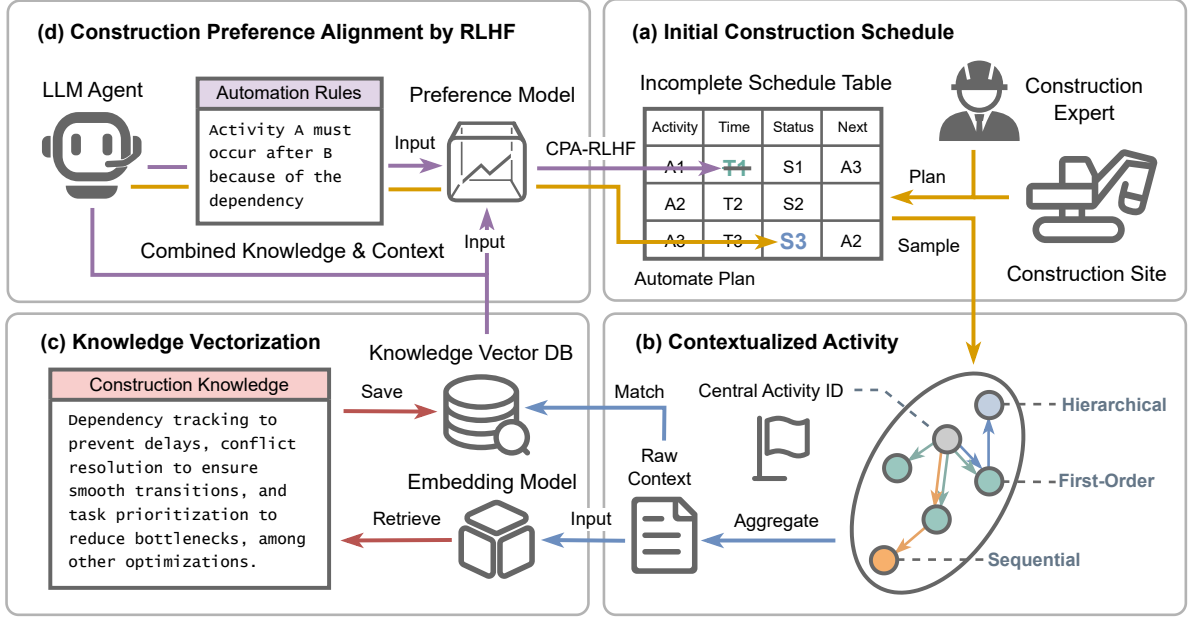 (d) Construction Preference Alignment by RLHF
LLM Agent
Automation Rules
Activity A must
occur after B
because of the
dependency
Input
Preference Model
CPA-RLHF
Input
Combined Knowledge & Context
(a) Initial Construction Schedule
Incomplete Schedule Table
Activity Time Status Next
A1 T1 S1 A3
A2 T2 S2
A3 T3 S3 A2
Automate Plan
Construction
Expert
Plan
Sample
Construction Site
(c) Knowledge Vectorization
Construction Knowledge
Dependency tracking to
prevent delays, conflict
resolution to ensure
smooth transitions, and
task prioritization to
reduce bottlenecks, among
other optimizations.
Save
Knowledge Vector DB
Embedding Model
Retrieve
Input
(b) Contextualized Activity
Match
Raw
Context
Central Activity ID
Aggregate
Hierarchical
First-Order
Sequential